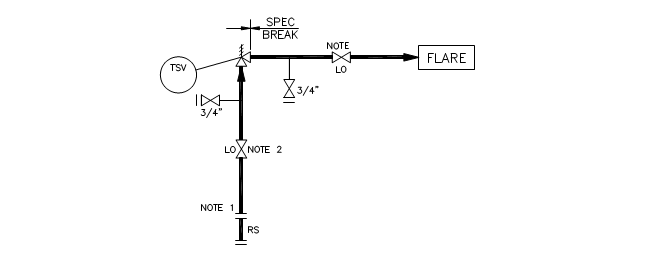 SPEC
BREAK
NOTE
LO
FLARE
TSV
3/4"
3/4"
LO NOTE 2
NOTE 1
RS